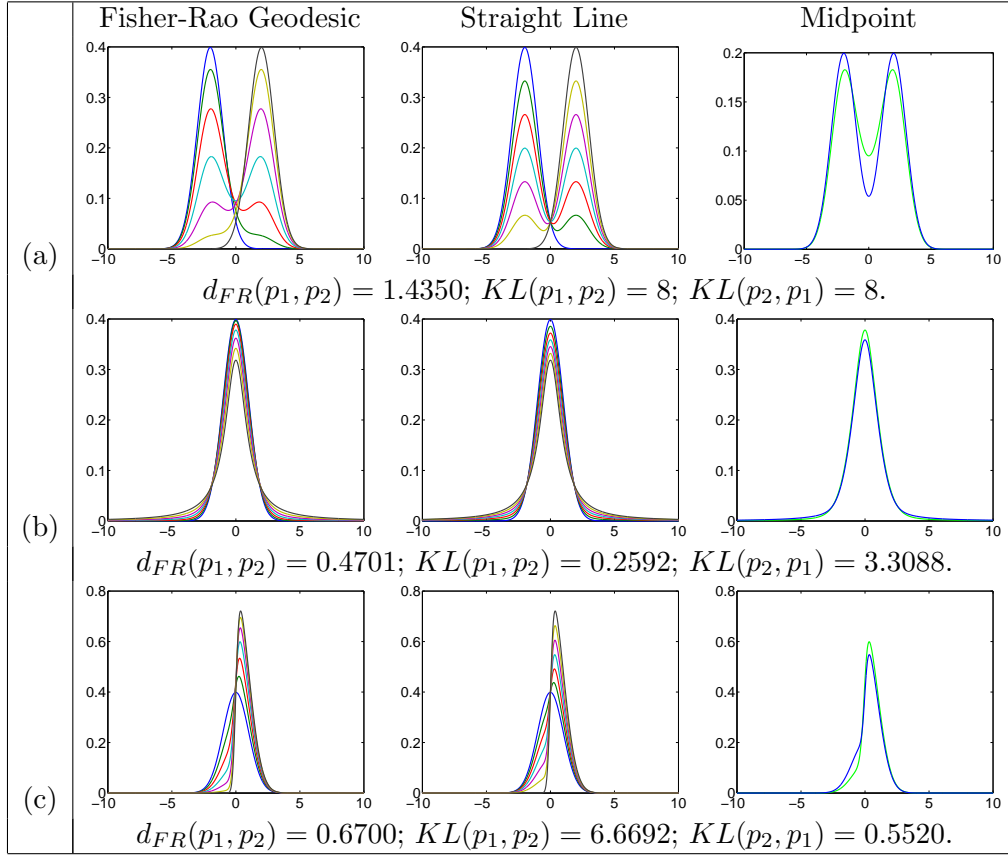 Fisher-Rao Geodesic Straight Line Midpoint
0.4 0.4 0.2
0.3 0.3 0.15
0.2 0.2 0.1
0.1 0.1 0.05
0 0 0
−10 −5 0 5 10 −10 −5 0 5 10 −10 −5 0 5 10
(a)
d_{FR}(p_1, p_2) = 1.4350; KL(p_1, p_2) = 8; KL(p_2, p_1) = 8.
0.4 0.4 0.4
0.3 0.3 0.3
0.2 0.2 0.2
0.1 0.1 0.1
0 0 0
−10 −5 0 5 10 −10 −5 0 5 10 −10 −5 0 5 10
(b)
d_{FR}(p_1, p_2) = 0.4701; KL(p_1, p_2) = 0.2592; KL(p_2, p_1) = 3.3088.
0.8 0.8 0.8
0.6 0.6 0.6
0.4 0.4 0.4
0.2 0.2 0.2
0 0 0
−10 −5 0 5 10 −10 −5 0 5 10 −10 −5 0 5 10
(c)
d_{FR}(p_1, p_2) = 0.6700; KL(p_1, p_2) = 6.6692; KL(p_2, p_1) = 0.5520.